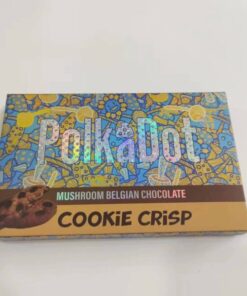 PolkaDot
MUSHROOM BELGIAN CHOCOLATE
COOKiE CRiSP